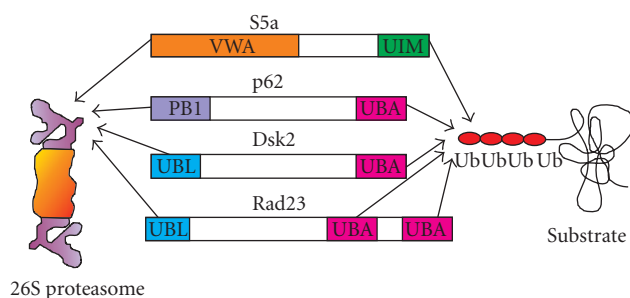 S5a
VWA UIM
p62
PB1 UBA
Dsk2
UBL UBA
UbUbUb Ub
Rad23
UBL UBA UBA
Substrate
26S proteasome